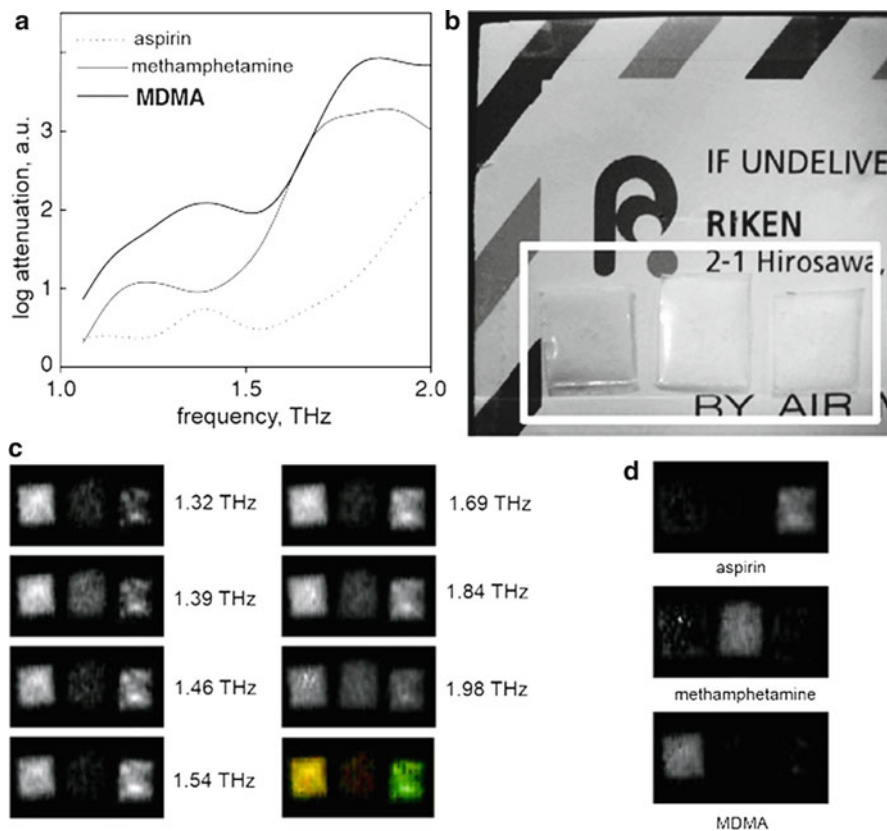 a
aspirin
methamphetamine
MDMA
log attenuation, a.u.
3
2
1
0
1.0
1.5
2.0
frequency, THz
b
IF UNDELIVE
RIKEN
2-1 Hirosawa,
BY AIR
c
1.32 THz
1.39 THz
1.46 THz
1.54 THz
1.69 THz
1.84 THz
1.98 THz
d
aspirin
methamphetamine
MDMA